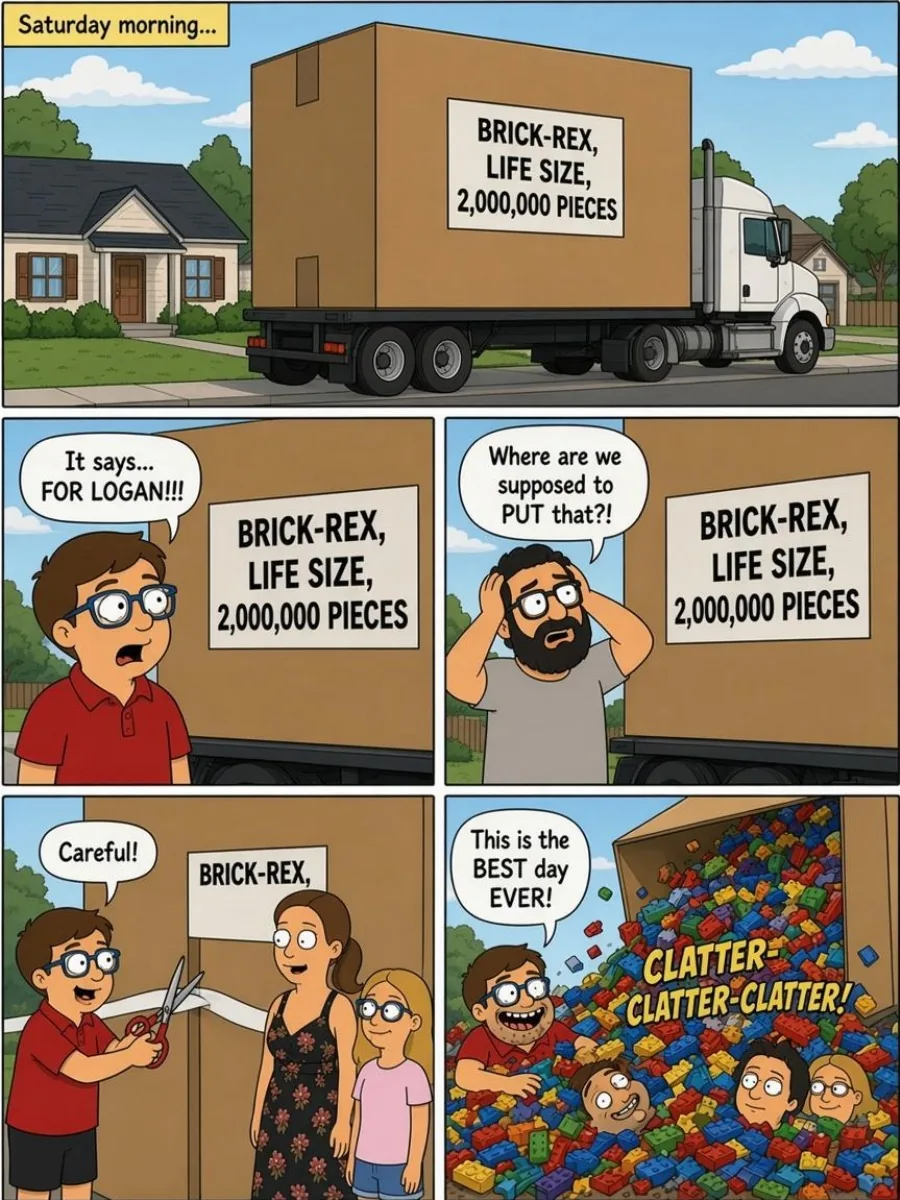 Saturday morning...
BRICK-REX,
LIFE SIZE,
2,000,000 PIECES
It says...
FOR LOGAN!!!
BRICK-REX,
LIFE SIZE,
2,000,000 PIECES
Where are we
supposed to
PUT that?!
BRICK-REX,
LIFE SIZE,
2,000,000 PIECES
Careful!
BRICK-REX,
This is the
BEST day
EVER!
CLATTER-
CLATTER-CLATTER!